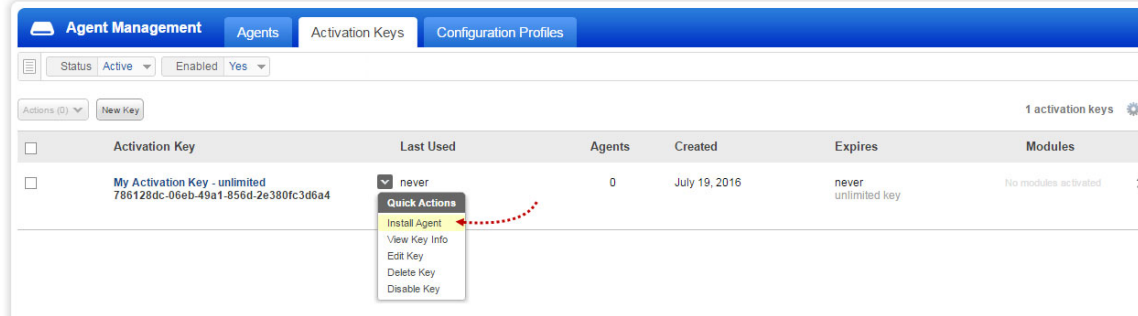 Agent Management
Agents
Activation Keys
Configuration Profiles
Status Active
Enabled Yes
Actions (0)
New Key
1 activation keys
Activation Key Last Used Agents Created Expires Modules
My Activation Key - unlimited never 0 July 19, 2016 never No modules activated
786128dc-06eb-49a1-856d-2e380fc3d6a4 unlimited key
Quick Actions
Install Agent
View Key Info
Edit Key
Delete Key
Disable Key